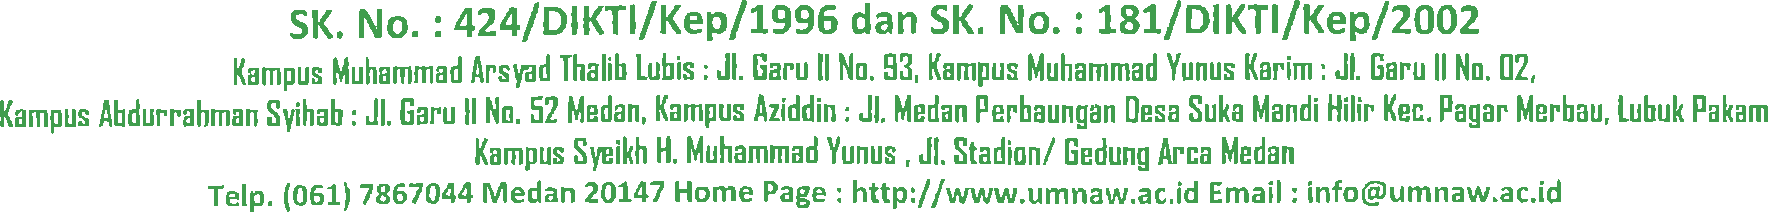 SK. No. : 424/DIKTI/Kep/1996 dan SK. No. : 181/DIKTI/Kep/2002
Kampus Muhammad Arsyad Thalib Lubis : Jl. Garu II No. 93, Kampus Muhammad Yunus Karim : Jl. Garu II No. 02,
Kampus Abdurrahman Syihab : Jl. Garu II No. 52 Medan, Kampus Aziddin : Jl. Medan Perbaungan Desa Suka Mandi Hilir Kec. Pagar Merbau, Lubuk Pakam
Kampus Syeikh H. Muhammad Yunus , Jl. Stadion/ Gedung Arca Medan
Telp. (061) 7867044 Medan 20147 Home Page : http://www.umnaw.ac.id Email : info@umnaw.ac.id